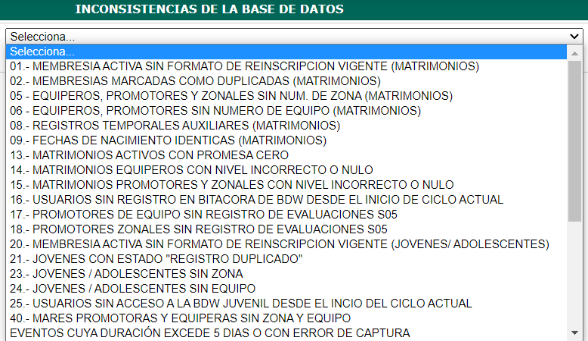 INCONSISTENCIAS DE LA BASE DE DATOS
Selecciona...
Selecciona...
01.- MEMBRESIA ACTIVA SIN FORMATO DE REINSCRIPCION VIGENTE (MATRIMONIOS)
02.- MEMBRESIAS MARCADAS COMO DUPLICADAS (MATRIMONIOS)
05 - EQUIPEROS, PROMOTORES Y ZONALES SIN NUM. DE ZONA (MATRIMONIOS)
06 - EQUIPEROS, PROMOTORES SIN NUMERO DE EQUIPO (MATRIMONIOS)
08.- REGISTROS TEMPORALES AUXILIARES (MATRIMONIOS)
09.- FECHAS DE NACIMIENTO IDENTICAS (MATRIMONIOS)
13.- MATRIMONIOS ACTIVOS CON PROMESA CERO
14.- MATRIMONIOS EQUIPEROS CON NIVEL INCORRECTO O NULO
15.- MATRIMONIOS PROMOTORES Y ZONALES CON NIVEL INCORRECTO O NULO
16 - USUARIOS SIN REGISTRO EN BITACORA DE BDW DESDE EL INICIO DE CICLO ACTUAL
17.- PROMOTORES DE EQUIPO SIN REGISTRO DE EVALUACIONES S05
18.- PROMOTORES ZONALES SIN REGISTRO DE EVALUACIONES S05
20.- MEMBRESIA ACTIVA SIN FORMATO DE REINSCRIPCION VIGENTE (JOVENES/ ADOLESCENTES)
21.- JOVENES CON ESTADO "REGISTRO DUPLICADO"
23.- JOVENES / ADOLESCENTES SIN ZONA
24.- JOVENES / ADOLESCENTES SIN EQUIPO
25.- USUARIOS SIN ACCESO A LA BDW JUVENIL DESDE EL INCIO DEL CICLO ACTUAL
40.- MARES PROMOTORAS Y EQUIPERAS SIN ZONA Y EQUIPO
EVENTOS CUYA DURACIÓN EXCEDE 5 DIAS O CON ERROR DE CAPTURA